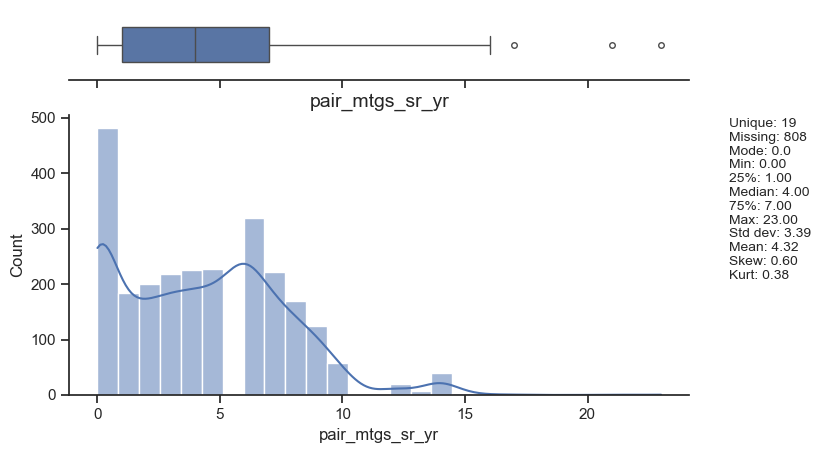 pair_mtgs_sr_yr
500
400
300
200
100
0
Count
0 5 10 15 20
pair_mtgs_sr_yr
Unique: 19
Missing: 808
Mode: 0.0
Min: 0.00
25%: 1.00
Median: 4.00
75%: 7.00
Max: 23.00
Std dev: 3.39
Mean: 4.32
Skew: 0.60
Kurt: 0.38